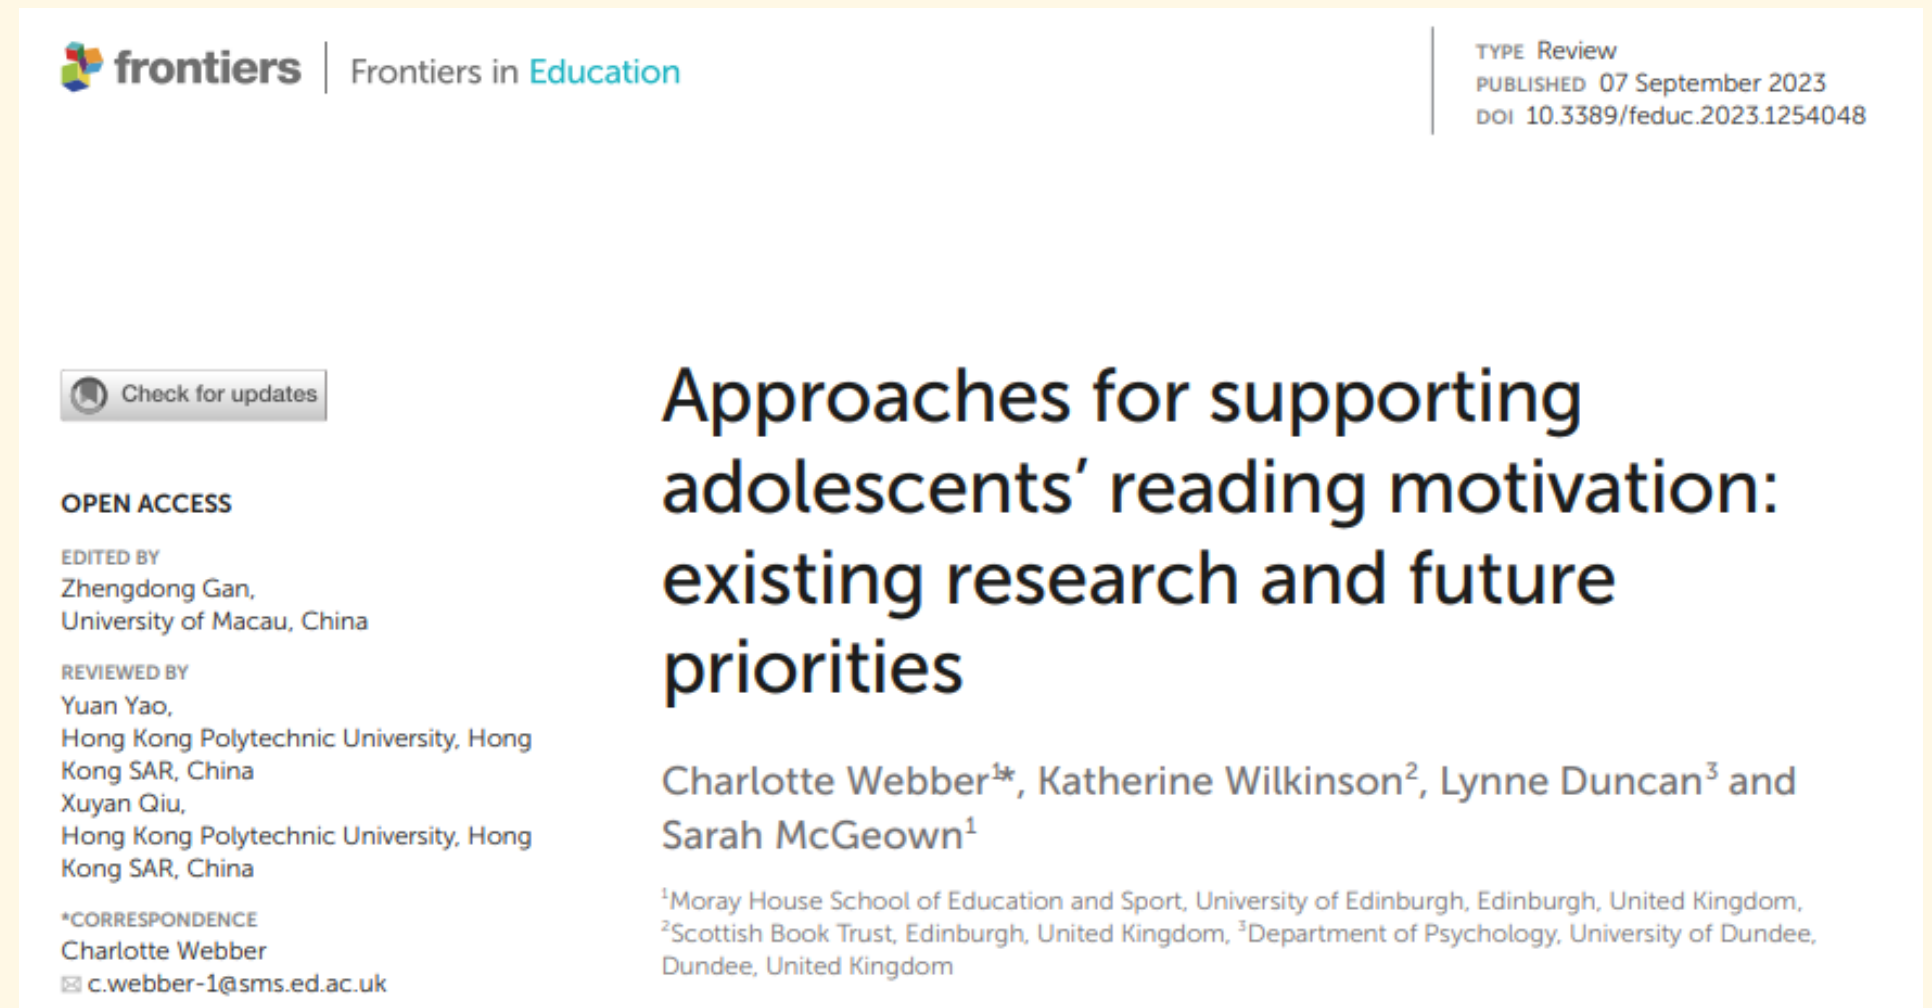 frontiers | Frontiers in Education
TYPE Review
PUBLISHED 07 September 2023
DOI 10.3389/feduc.2023.1254048
Check for updates
OPEN ACCESS
EDITED BY
Zhengdong Gan,
University of Macau, China
REVIEWED BY
Yuan Yao,
Hong Kong Polytechnic University, Hong
Kong SAR, China
Xuyan Qiu,
Hong Kong Polytechnic University, Hong
Kong SAR, China
*CORRESPONDENCE
Charlotte Webber
c.webber-1@sms.ed.ac.uk
Approaches for supporting
adolescents’ reading motivation:
existing research and future
priorities
Charlotte Webber1*, Katherine Wilkinson2, Lynne Duncan3 and
Sarah McGeown1
1Moray House School of Education and Sport, University of Edinburgh, Edinburgh, United Kingdom,
2Scottish Book Trust, Edinburgh, United Kingdom, 3Department of Psychology, University of Dundee,
Dundee, United Kingdom